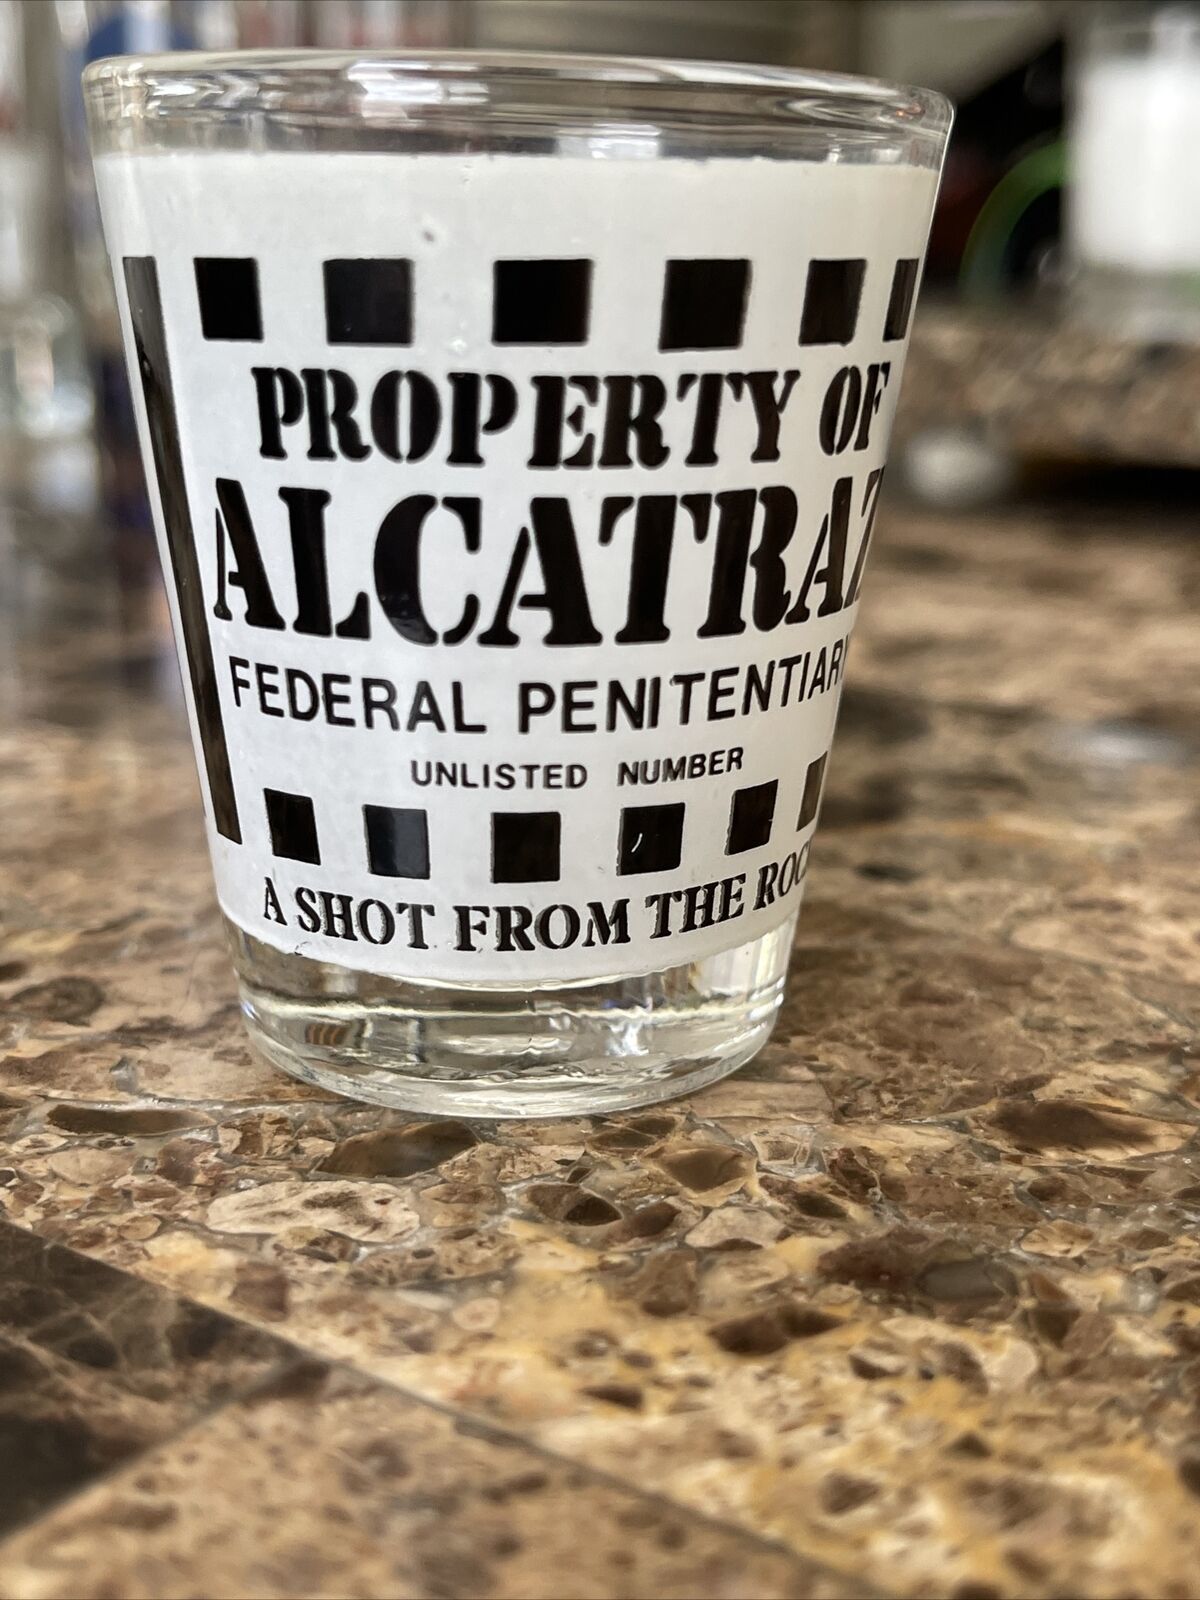 PROPERTY OF
ALCATRAZ
FEDERAL PENITENTIARY
UNLISTED NUMBER
A SHOT FROM THE ROCK